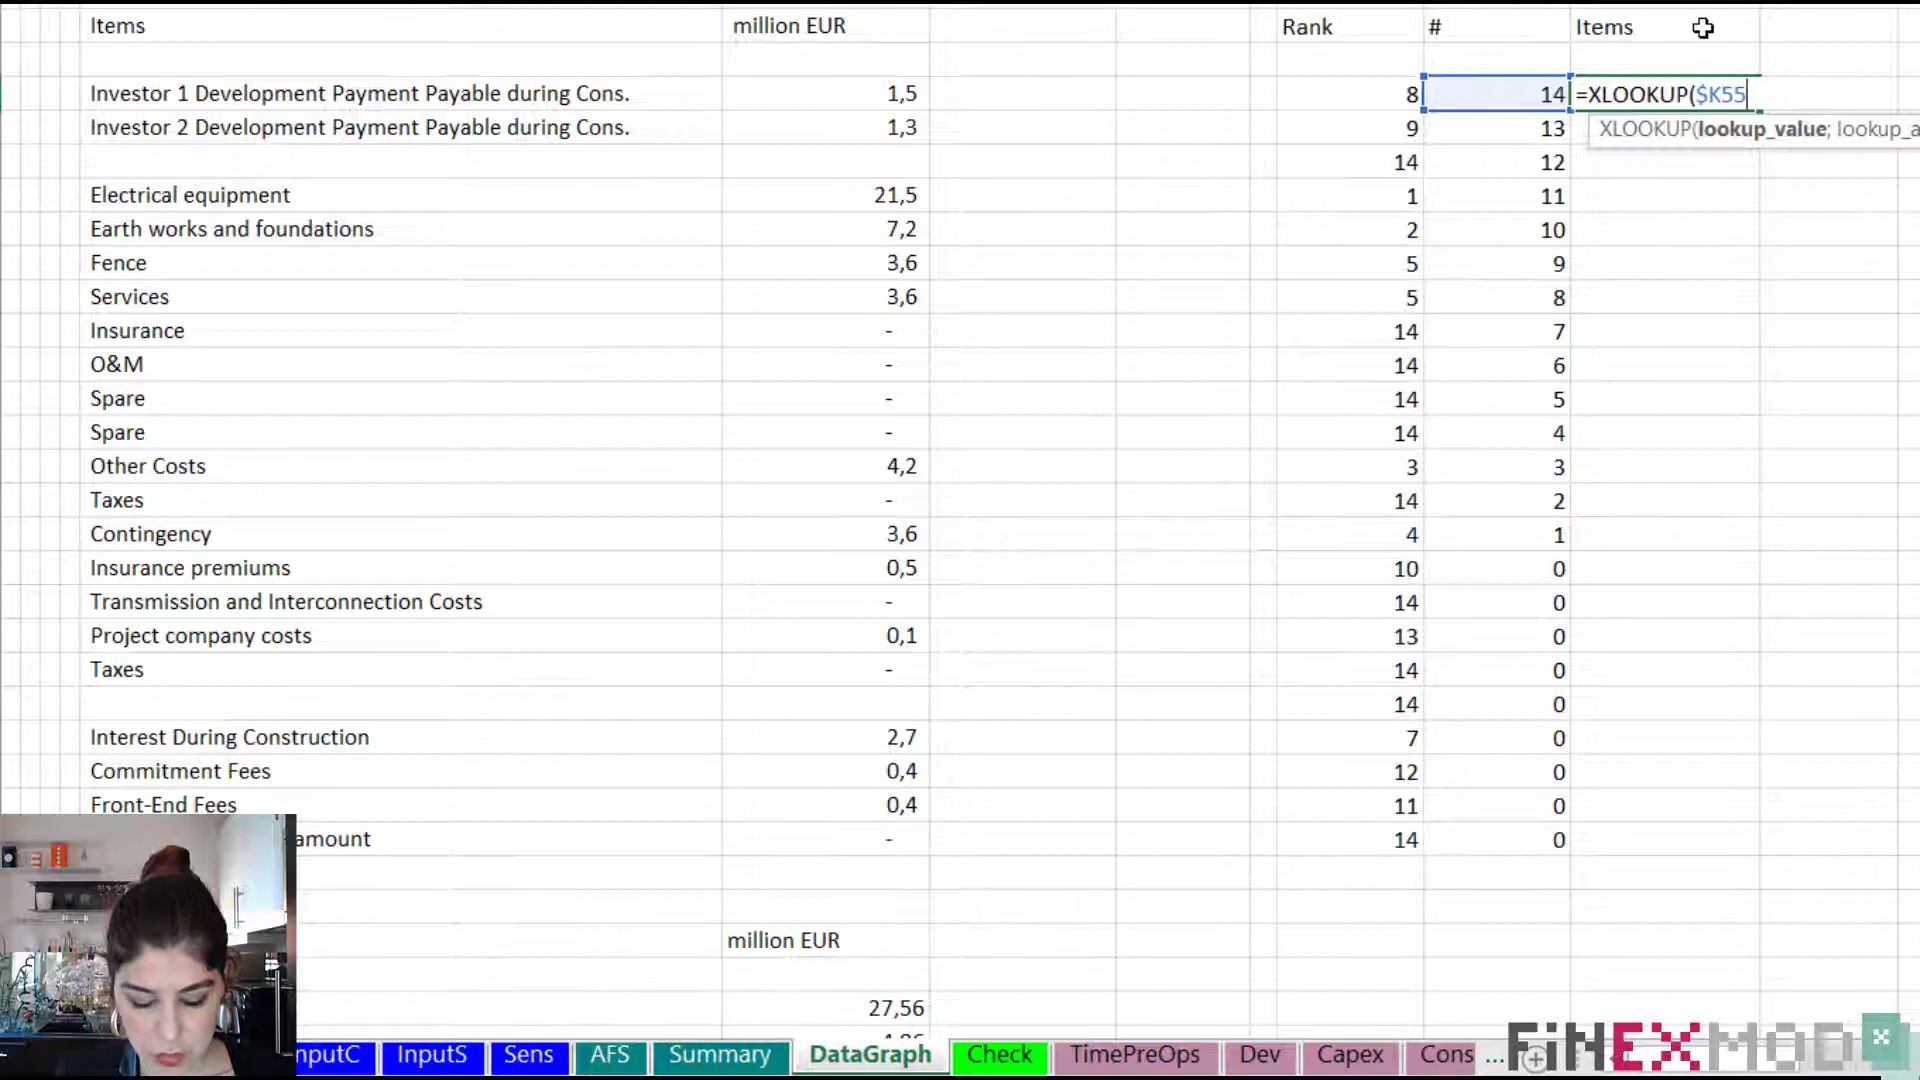 Items million EUR Rank # Items
Investor 1 Development Payment Payable during Cons. 1,5 8 14 =XLOOKUP($K55
Investor 2 Development Payment Payable during Cons. 1,3 9 13 XLOOKUP(lookup_value; lookup_a
14 12
Electrical equipment 21,5 1 11
Earth works and foundations 7,2 2 10
Fence 3,6 5 9
Services 3,6 5 8
Insurance - 14 7
O&M - 14 6
Spare - 14 5
Spare - 14 4
Other Costs 4,2 3 3
Taxes - 14 2
Contingency 3,6 4 1
Insurance premiums 0,5 10 0
Transmission and Interconnection Costs - 14 0
Project company costs 0,1 13 0
Taxes - 14 0
14 0
Interest During Construction 2,7 7 0
Commitment Fees 0,4 12 0
Front-End Fees 0,4 11 0
amount - 14 0
million EUR
27,56
nputC InputS Sens AFS Summary DataGraph Check TimePreOps Dev Capex Cons ...
FiNEXMOD